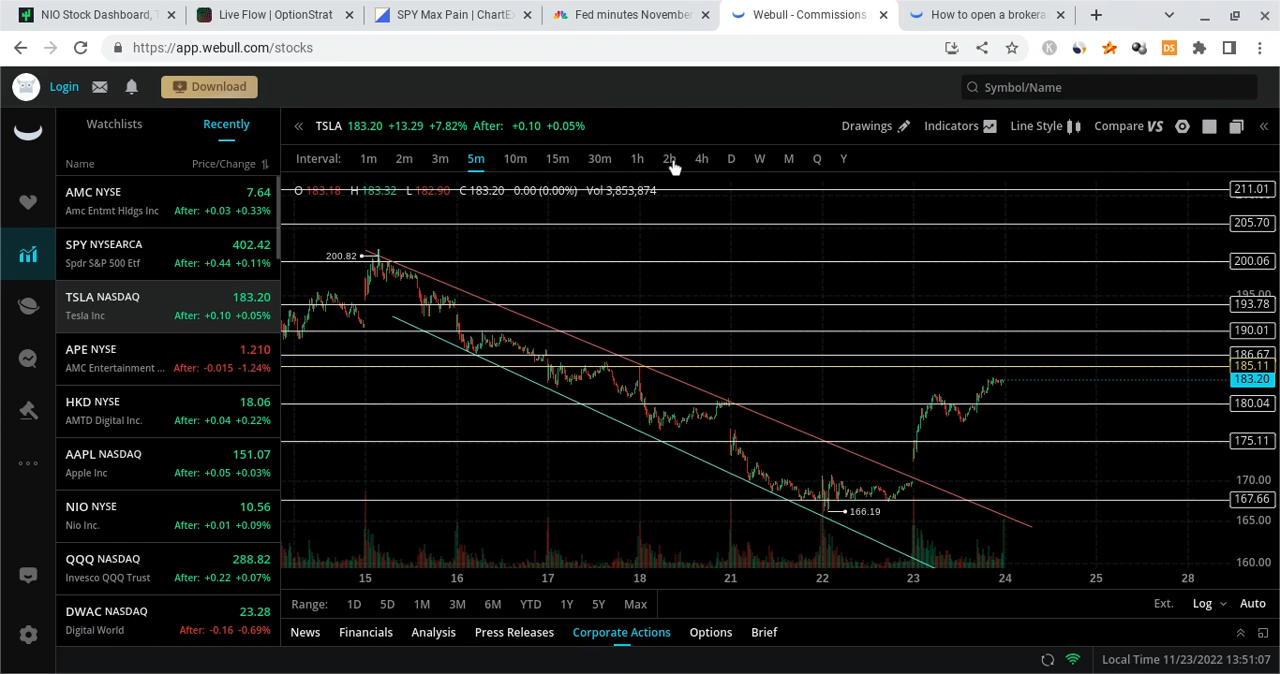 NIO Stock Dashboard, T
Live Flow | OptionStrat
SPY Max Pain | ChartEx
Fed minutes November
Webull - Commissions
How to open a brokera
https://app.webull.com/stocks
K
DS
Login
Download
Symbol/Name
Watchlists
Recently
Name
Price/Change
AMC NYSE 7.64
Amc Entmt Hldgs Inc After: +0.03 +0.33%
SPY NYSEARCA 402.42
Spdr S&P 500 Etf After: +0.44 +0.11%
TSLA NASDAQ 183.20
Tesla Inc After: +0.10 +0.05%
APE NYSE 1.210
AMC Entertainment ... After: -0.015 -1.24%
HKD NYSE 18.06
AMTD Digital Inc. After: +0.04 +0.22%
AAPL NASDAQ 151.07
Apple Inc After: +0.05 +0.03%
NIO NYSE 10.56
Nio Inc. After: +0.01 +0.09%
QQQ NASDAQ 288.82
Invesco QQQ Trust After: +0.22 +0.07%
DWAC NASDAQ 23.28
Digital World After: -0.16 -0.69%
TSLA 183.20 +13.29 +7.82% After: +0.10 +0.05%
Drawings Indicators Line Style Compare VS
Interval: 1m 2m 3m 5m 10m 15m 30m 1h 2h 4h D W M Q Y
O 183.18 H 183.32 L 182.90 C 183.20 0.00 (0.00%) Vol 3,853,874
211.01
205.70
200.82
200.06
195.00
193.78
190.01
186.67
185.11
183.20
180.04
175.11
170.00
167.66
166.19
165.00
160.00
15 16 17 18 21 22 23 24 25 28
Range: 1D 5D 1M 3M 6M YTD 1Y 5Y Max
Ext. Log Auto
News Financials Analysis Press Releases Corporate Actions Options Brief
Local Time 11/23/2022 13:51:07